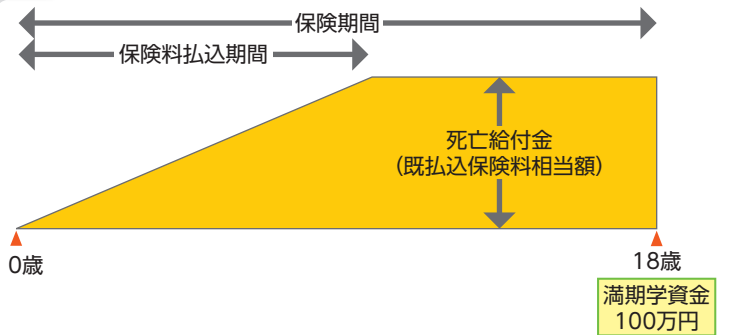 保険期間
保険料払込期間
死亡給付金
(既払込保険料相当額)
0歳
18歳
満期学資金
100万円